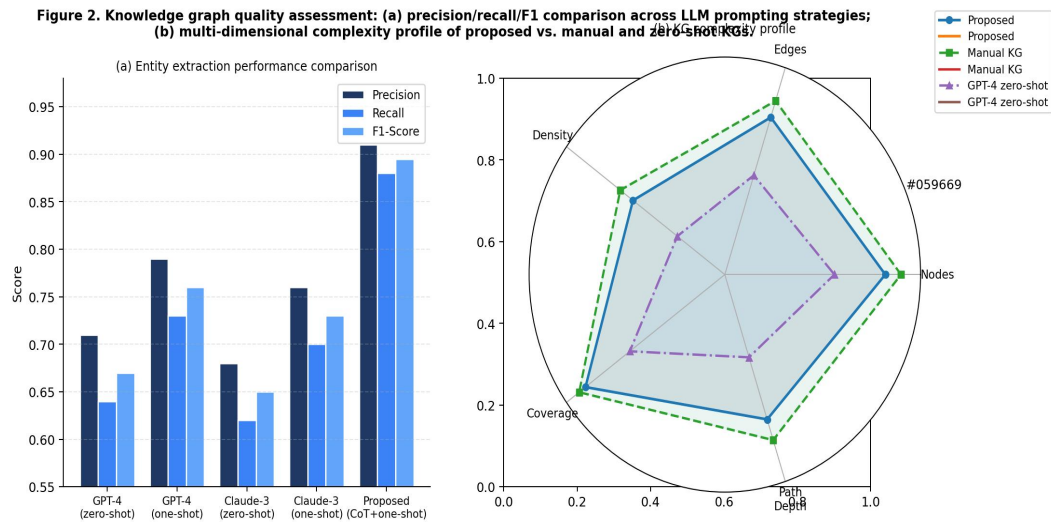 Figure 2. Knowledge graph quality assessment: (a) precision/recall/F1 comparison across LLM prompting strategies;
(b) multi-dimensional complexity profile of proposed vs. manual and zero-shot KGs.
(a) Entity extraction performance comparison
Score
0.95
0.90
0.85
0.80
0.75
0.70
0.65
0.60
0.55
Precision
Recall
F1-Score
GPT-4
(zero-shot)
GPT-4
(one-shot)
Claude-3
(zero-shot)
Claude-3
(one-shot)
Proposed
(CoT+one-shot)
(b) KG complexity profile
1.0
0.8
0.6
0.4
0.2
0.0
0.0
0.2
0.4
0.6
0.8
1.0
Edges
Density
#059669
Nodes
Coverage
Path
Depth
Proposed
Proposed
Manual KG
Manual KG
GPT-4 zero-shot
GPT-4 zero-shot